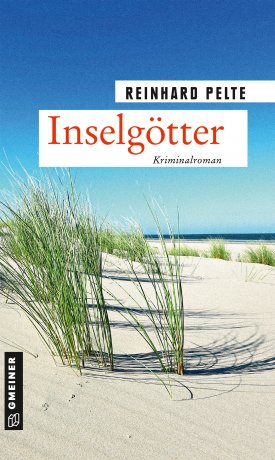 REINHARD PELTE
Inselgötter
Kriminalroman
GMEINER